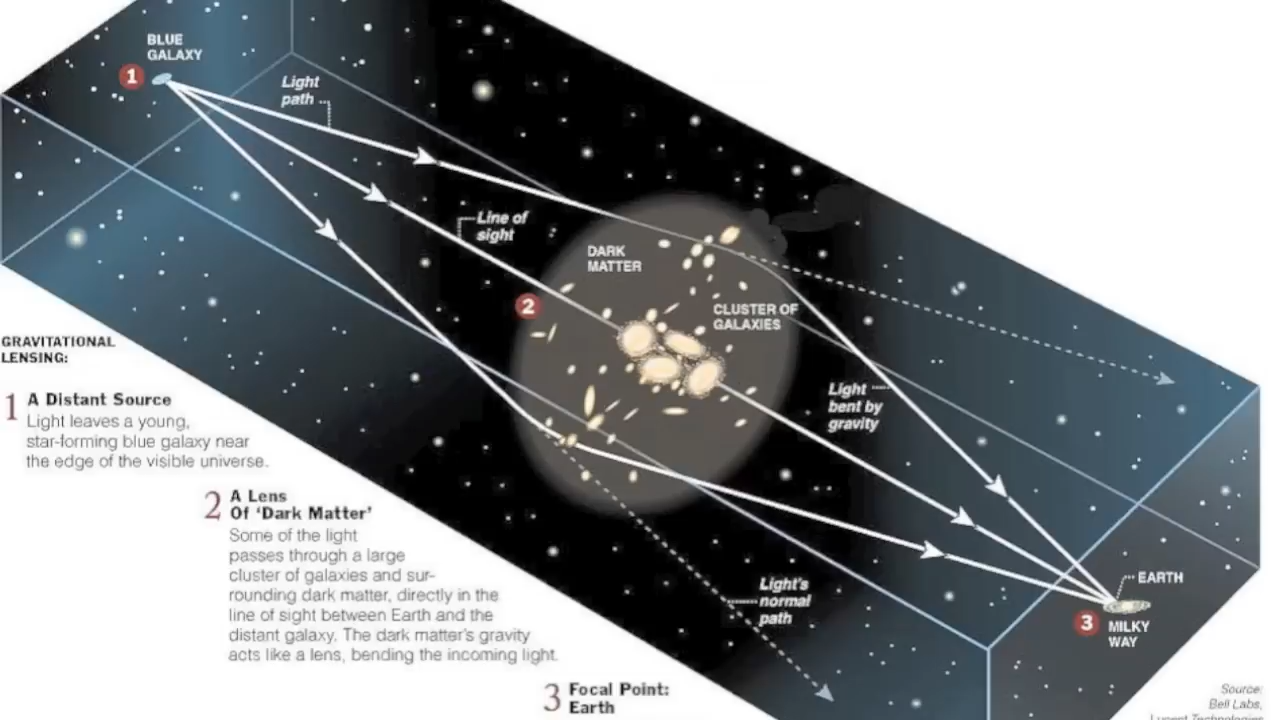 BLUE
GALAXY
1
Light
path
Line of
sight
DARK
MATTER
2
CLUSTER OF
GALAXIES
Light
bent by
gravity
Light's
normal
path
EARTH
3
MILKY
WAY
GRAVITATIONAL
LENSING:
1 A Distant Source
Light leaves a young,
star-forming blue galaxy near
the edge of the visible universe.
2 A Lens
Of ‘Dark Matter’
Some of the light
passes through a large
cluster of galaxies and sur-
rounding dark matter, directly in the
line of sight between Earth and the
distant galaxy. The dark matter's gravity
acts like a lens, bending the incoming light.
3 Focal Point:
Earth
Source:
Bell Labs,
Lucent Technologies